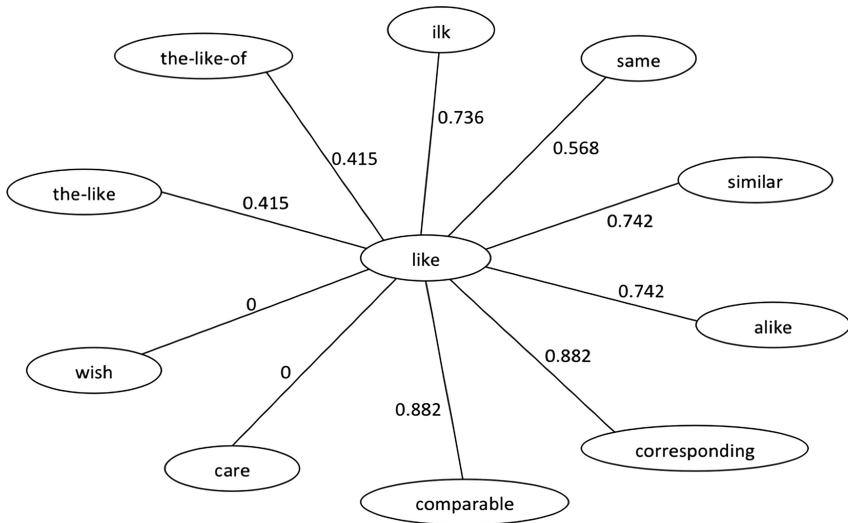 ilk
the-like-of
same
0.736
0.415
0.568
the-like
similar
0.415
0.742
like
0.742
0
alike
wish
0
0.882
0.882
care
corresponding
comparable